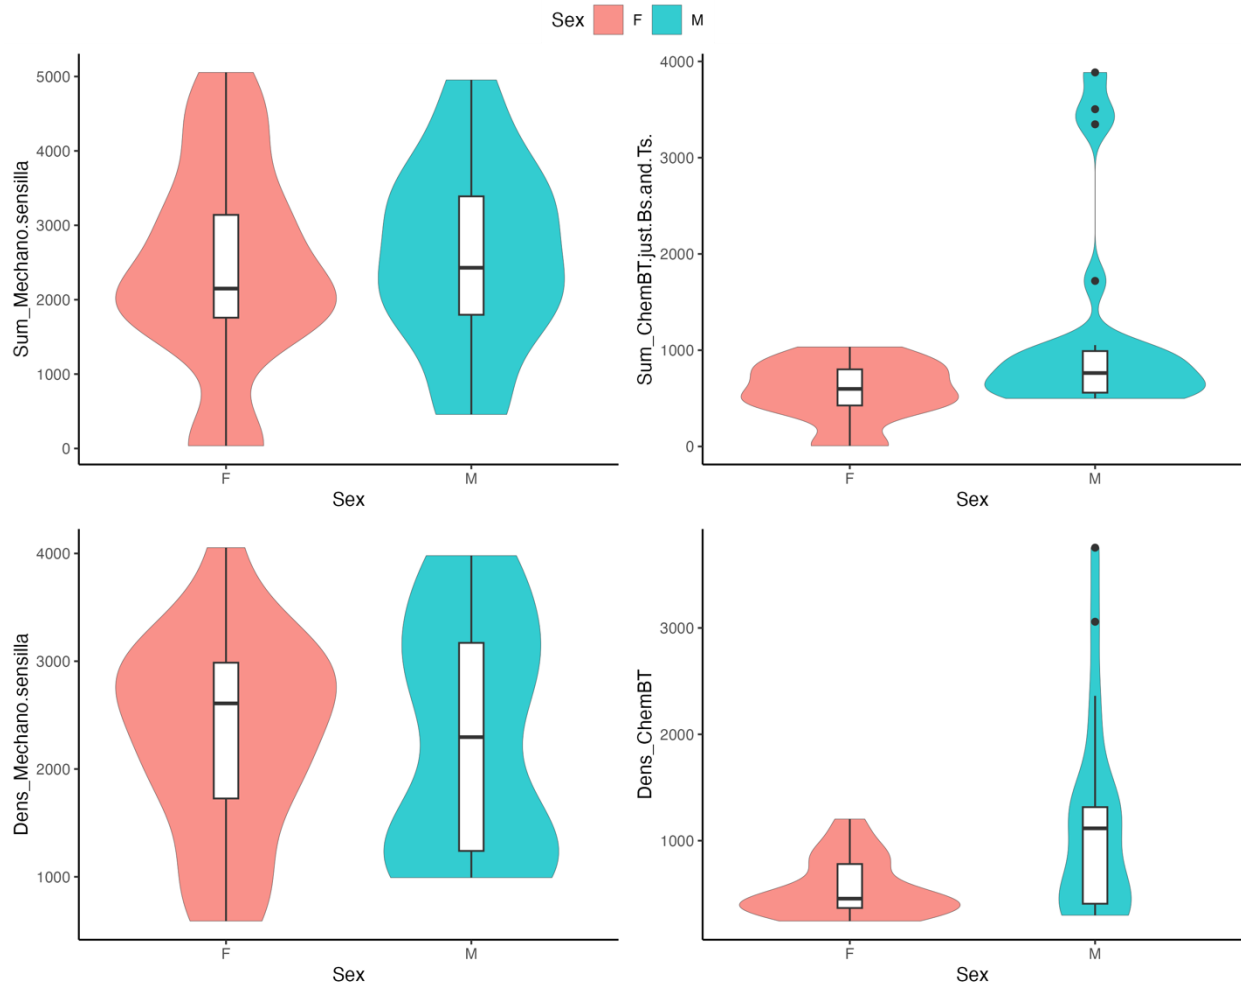 Sex F M
Sum_Mechano.sensilla
5000
4000
3000
2000
1000
0
F M
Sex
Sum_ChemBT.just.Bs.and.Ts.
4000
3000
2000
1000
0
F M
Sex
Dens_Mechano.sensilla
4000
3000
2000
1000
F M
Sex
Dens_ChemBT
3000
2000
1000
F M
Sex